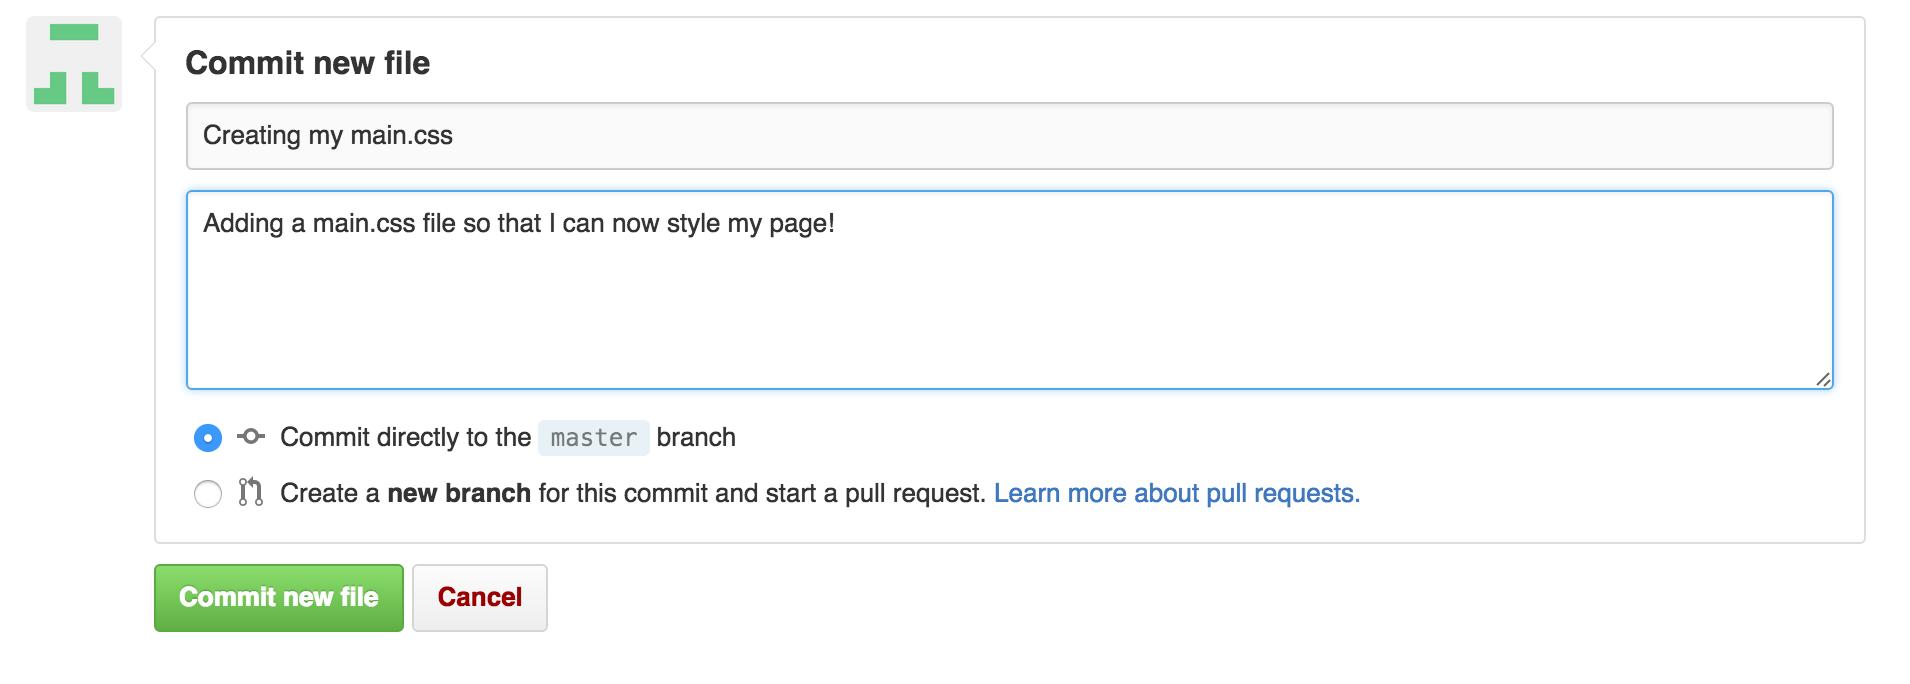 Commit new file
Creating my main.css
Adding a main.css file so that I can now style my page!
Commit directly to the master branch
Create a new branch for this commit and start a pull request. Learn more about pull requests.
Commit new file Cancel